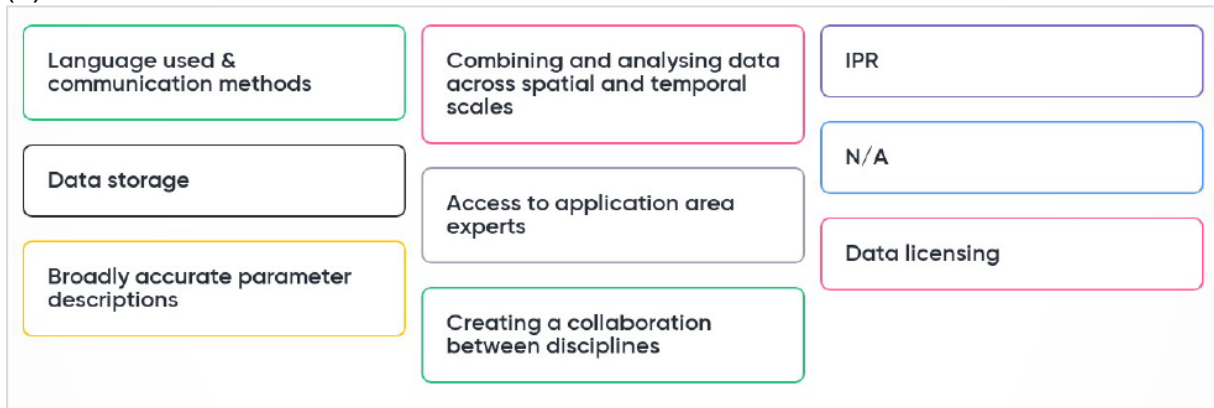 Language used &
communication methods
Data storage
Broadly accurate parameter
descriptions
Combining and analysing data
across spatial and temporal
scales
Access to application area
experts
Creating a collaboration
between disciplines
IPR
N/A
Data licensing